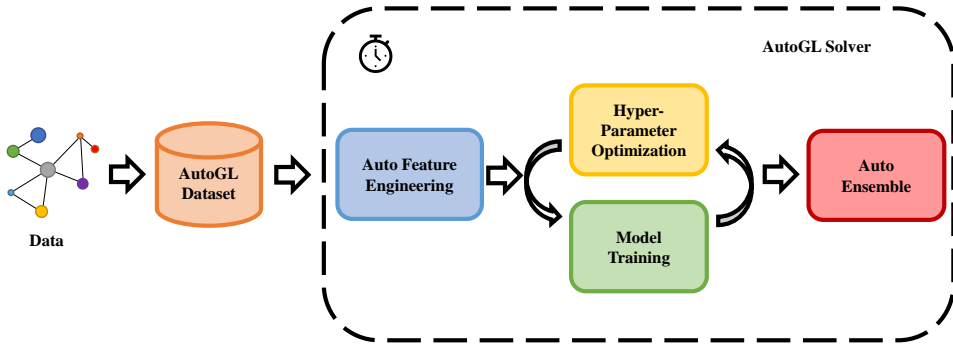 AutoGL Solver
Data
AutoGL
Dataset
Auto Feature
Engineering
Hyper-
Parameter
Optimization
Model
Training
Auto
Ensemble